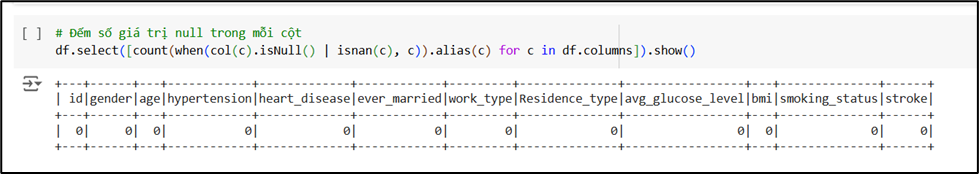 [ ] # Đếm số giá trị null trong mỗi cột
df.select([count(when(col(c).isNull() | isnan(c), c)).alias(c) for c in df.columns]).show()
+---+------+---+------------+-------------+------------+---------+--------------+-----------------+---+--------------+------+
| id|gender|age|hypertension|heart_disease|ever_married|work_type|Residence_type|avg_glucose_level|bmi|smoking_status|stroke|
+---+------+---+------------+-------------+------------+---------+--------------+-----------------+---+--------------+------+
|  0|     0|  0|           0|            0|           0|        0|             0|                0|  0|             0|     0|
+---+------+---+------------+-------------+------------+---------+--------------+-----------------+---+--------------+------+